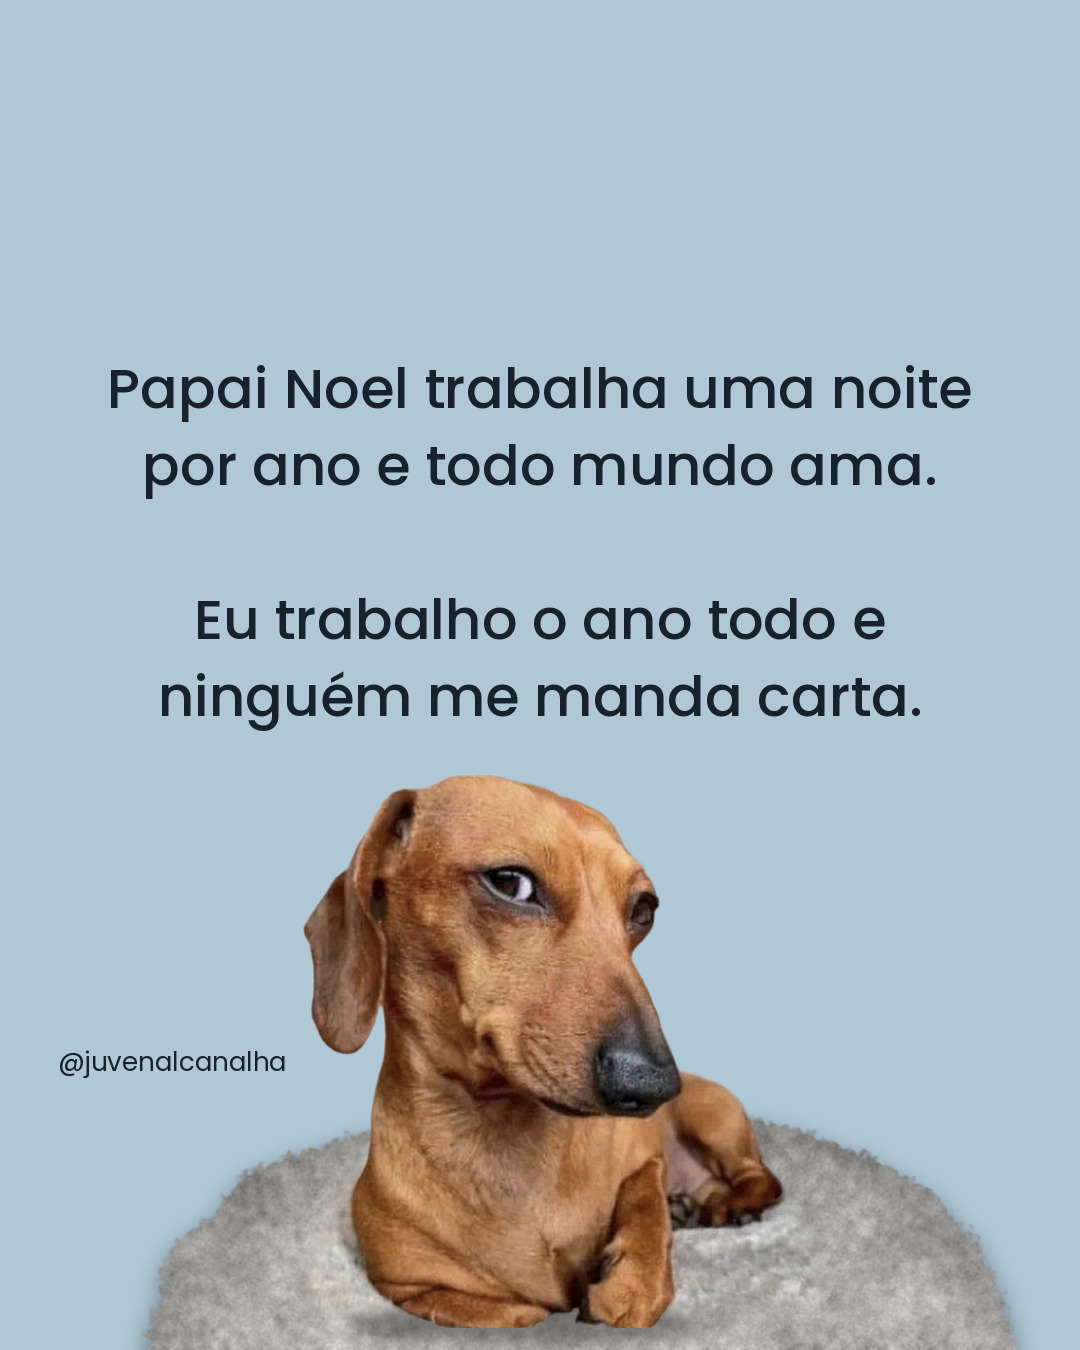 Papai Noel trabalha uma noite
por ano e todo mundo ama.
Eu trabalho o ano todo e
ninguém me manda carta.
@juvenalcanalha